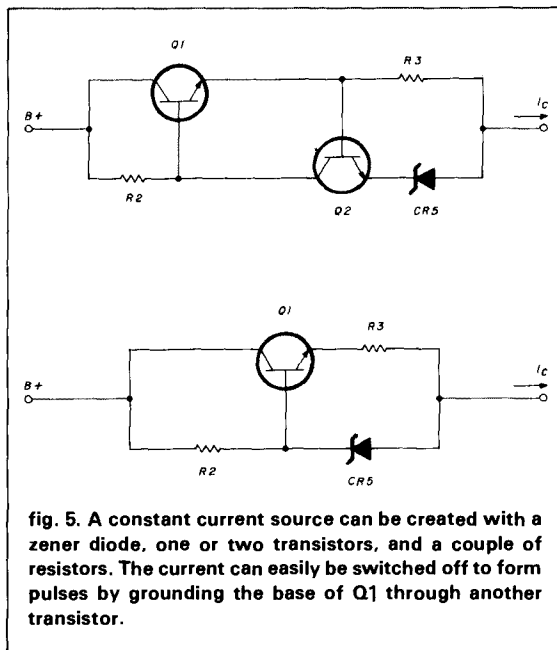 Q1
R3
B+
Ic
R2
Q2
CR5
Q1
R3
B+
Ic
R2
CR5
fig. 5. A constant current source can be created with a
zener diode, one or two transistors, and a couple of
resistors. The current can easily be switched off to form
pulses by grounding the base of Q1 through another
transistor.